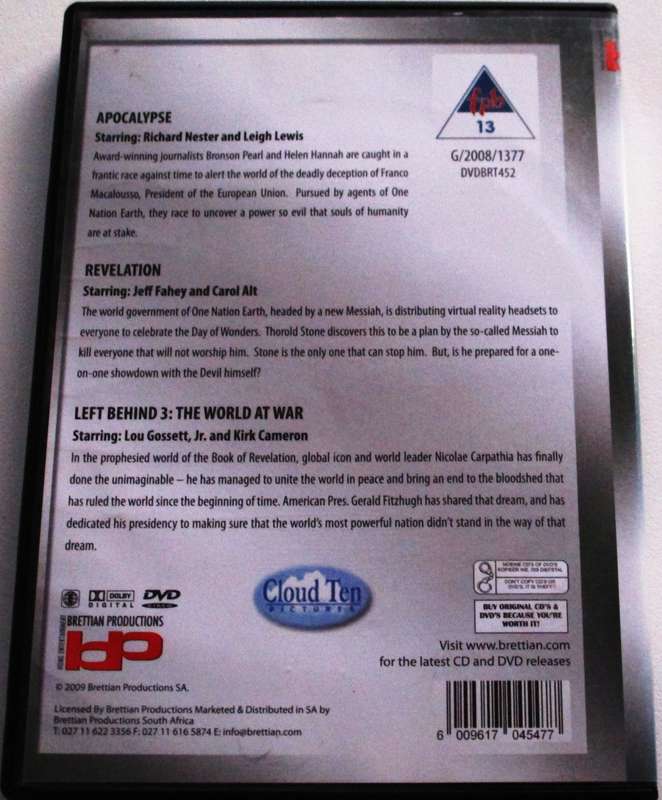 fpb
13
G/2008/1377
DVDBRT452
APOCALYPSE
Starring: Richard Nester and Leigh Lewis
Award-winning journalists Bronson Pearl and Helen Hannah are caught in a
frantic race against time to alert the world of the deadly deception of Franco
Macalousso, President of the European Union. Pursued by agents of One
Nation Earth, they race to uncover a power so evil that souls of humanity
are at stake.
REVELATION
Starring: Jeff Fahey and Carol Alt
The world government of One Nation Earth, headed by a new Messiah, is distributing virtual reality headsets to
everyone to celebrate the Day of Wonders. Thorold Stone discovers this to be a plan by the so-called Messiah to
kill everyone that will not worship him. Stone is the only one that can stop him. But, is he prepared for a one-
on-one showdown with the Devil himself?
LEFT BEHIND 3: THE WORLD AT WAR
Starring: Lou Gossett, Jr. and Kirk Cameron
In the prophesied world of the Book of Revelation, global icon and world leader Nicolae Carpathia has finally
done the unimaginable – he has managed to unite the world in peace and bring an end to the bloodshed that
has ruled the world since the beginning of time. American Pres. Gerald Fitzhugh has shared that dream, and has
dedicated his presidency to making sure that the world's most powerful nation didn't stand in the way of that
dream.
DOLBY
DIGITAL
DVD
BRETTIAN PRODUCTIONS
bp
Cloud Ten
PICTURES
DON'T COPY CD'S OR
DVD'S, IT IS THEFT!
BUY ORIGINAL CD'S &
DVD'S BECAUSE YOU'RE
WORTH IT!
Visit www.brettian.com
for the latest CD and DVD releases
© 2009 Brettian Productions SA.
Licensed By Brettian Productions Marketed & Distributed in SA by
Brettian Productions South Africa
T: 027 11 622 3356 F: 027 11 616 5874 E: info@brettian.com
6 009617 045477